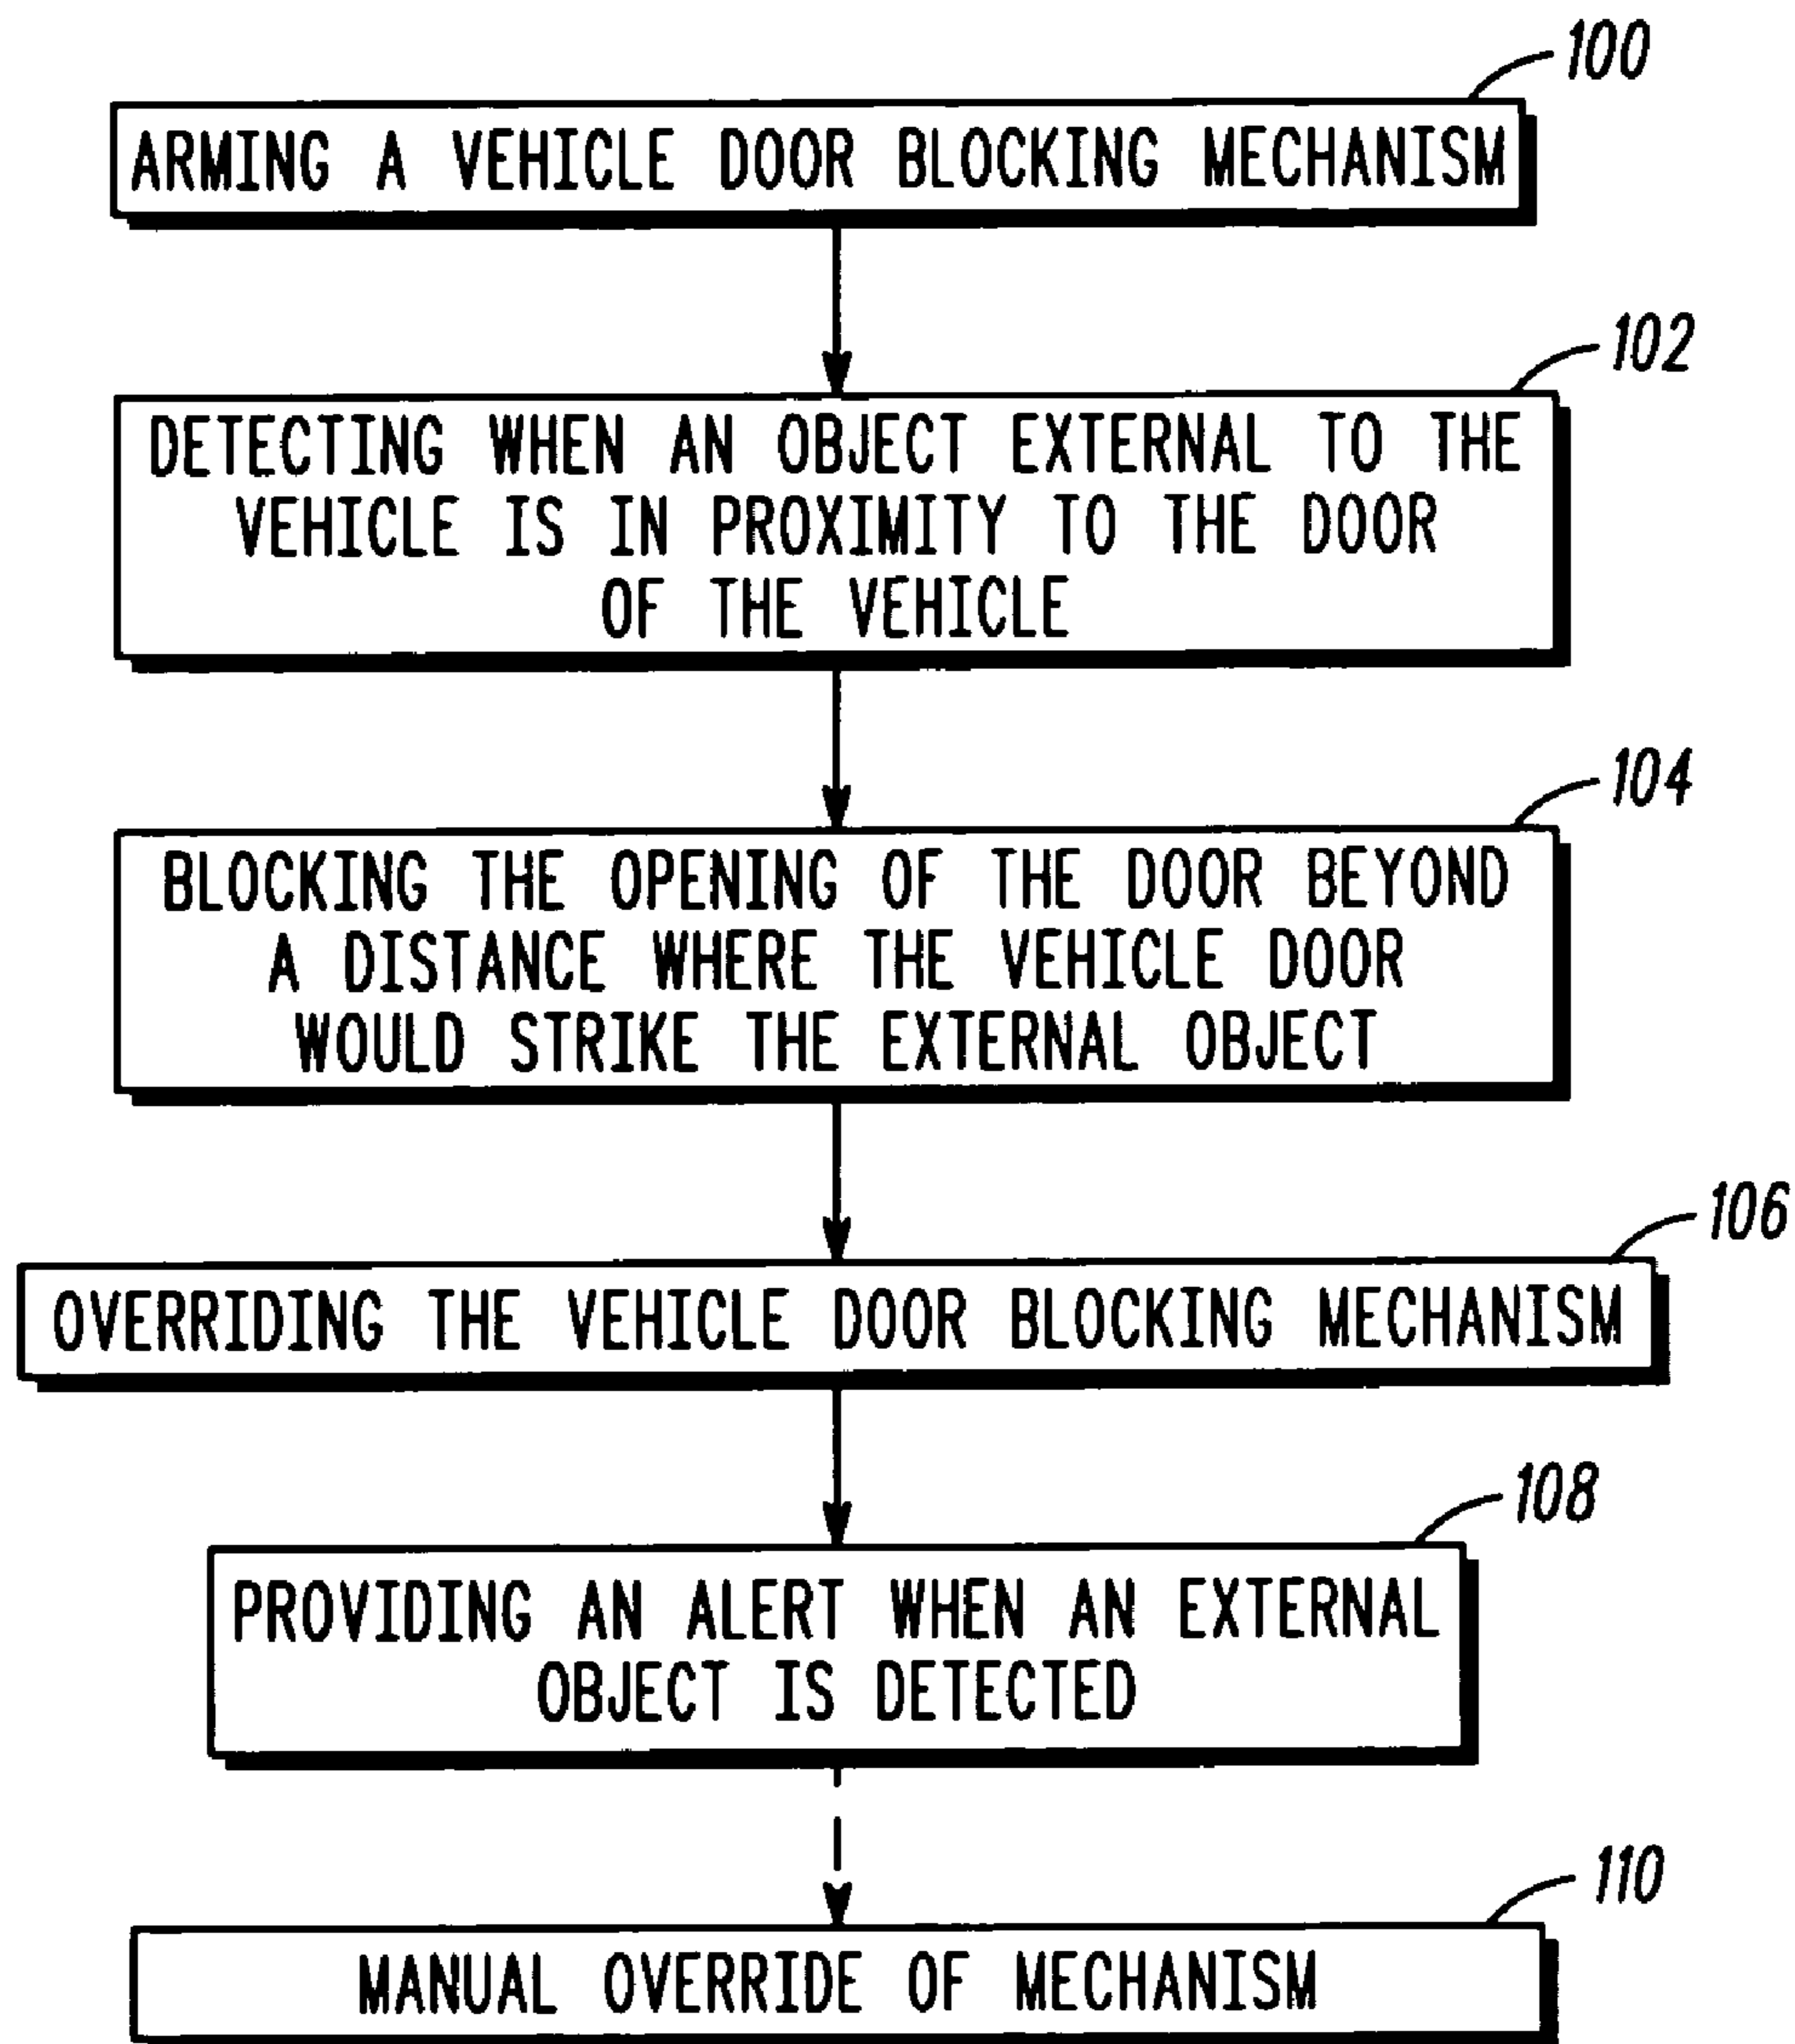 100
ARMING A VEHICLE DOOR BLOCKING MECHANISM
102
DETECTING WHEN AN OBJECT EXTERNAL TO THE
VEHICLE IS IN PROXIMITY TO THE DOOR
OF THE VEHICLE
104
BLOCKING THE OPENING OF THE DOOR BEYOND
A DISTANCE WHERE THE VEHICLE DOOR
WOULD STRIKE THE EXTERNAL OBJECT
106
OVERRIDING THE VEHICLE DOOR BLOCKING MECHANISM
108
PROVIDING AN ALERT WHEN AN EXTERNAL
OBJECT IS DETECTED
110
MANUAL OVERRIDE OF MECHANISM